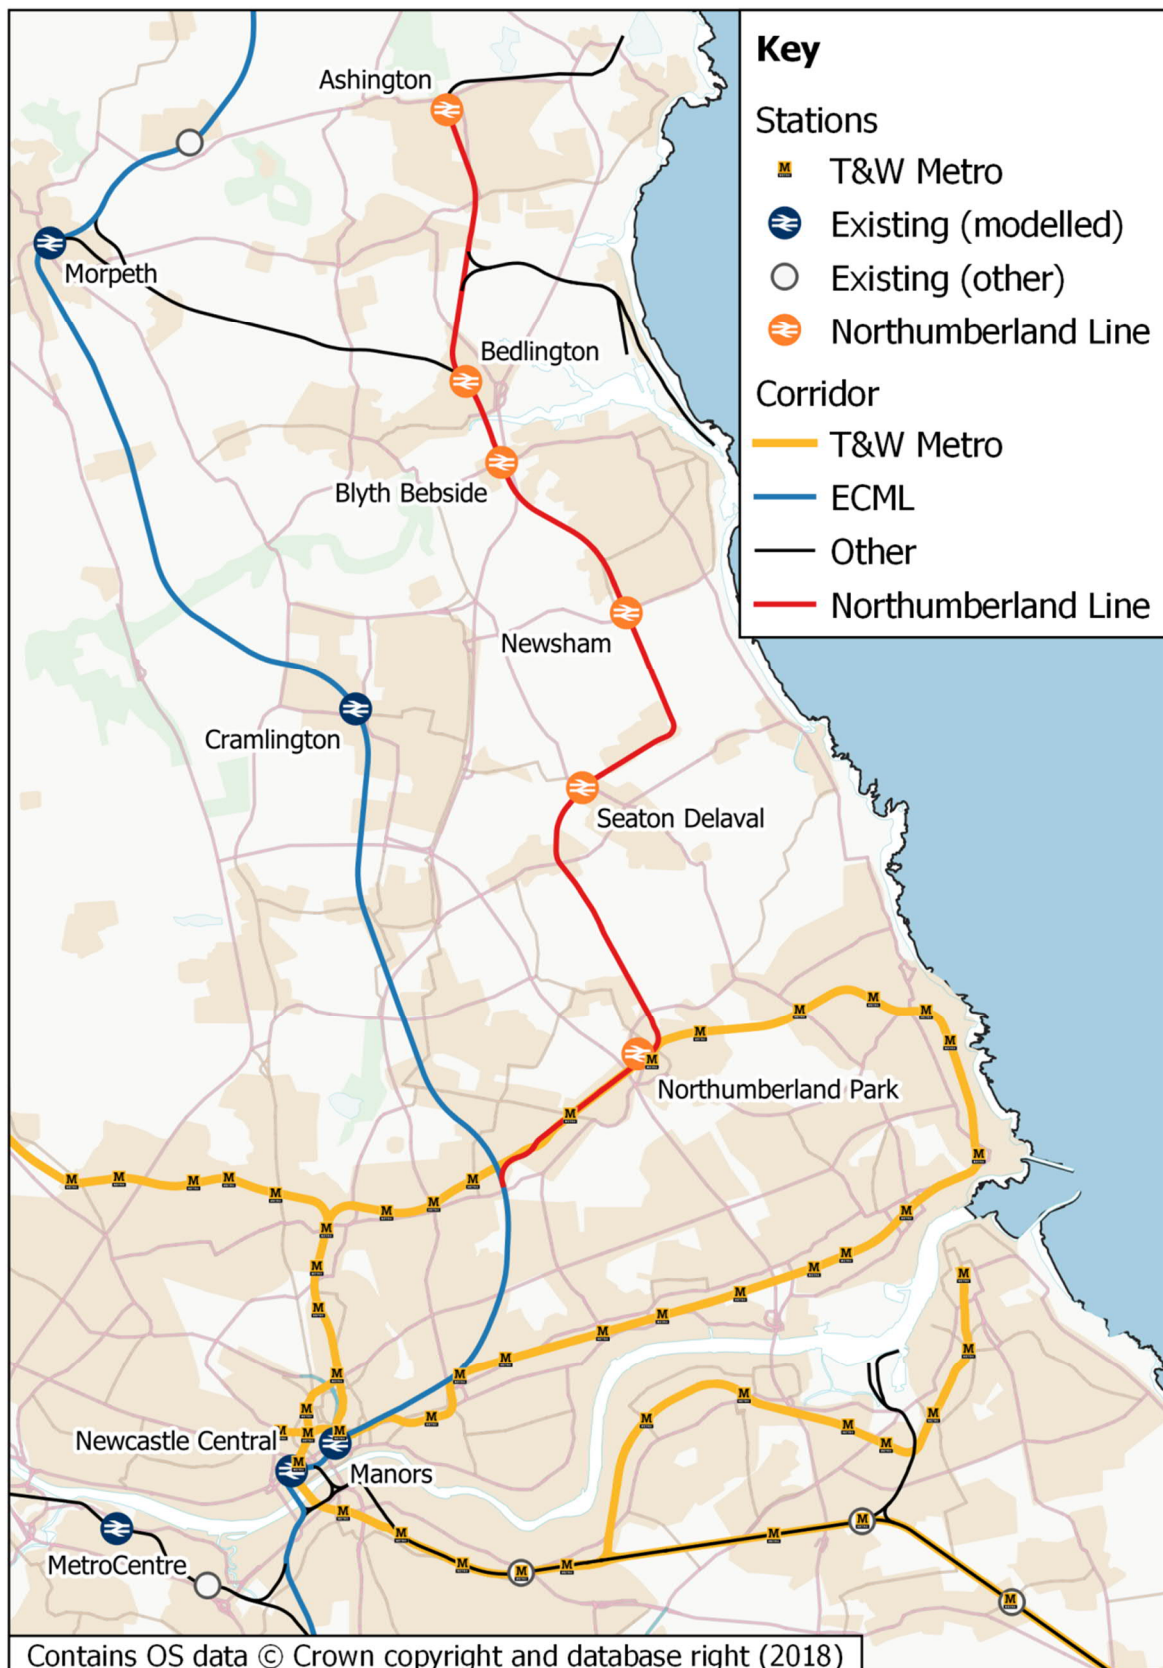 Key
Stations
M T&W Metro
Existing (modelled)
Existing (other)
Northumberland Line
Corridor
T&W Metro
ECML
Other
Northumberland Line
Ashington
Morpeth
Bedlington
Blyth Bebside
Newsham
Cramlington
Seaton Delaval
Northumberland Park
Newcastle Central
Manors
MetroCentre
Contains OS data © Crown copyright and database right (2018)